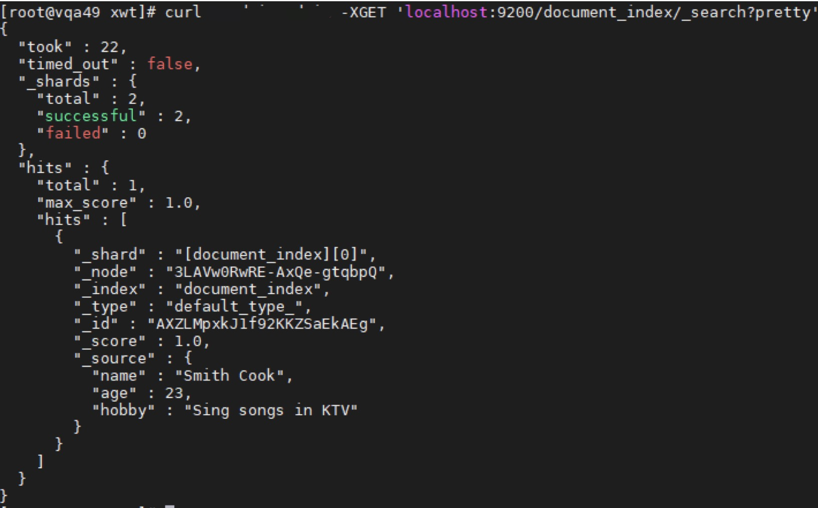 [root@vqa49 xwt]# curl -XGET 'localhost:9200/document_index/_search?pretty'
{
  "took" : 22,
  "timed_out" : false,
  "_shards" : {
    "total" : 2,
    "successful" : 2,
    "failed" : 0
  },
  "hits" : {
    "total" : 1,
    "max_score" : 1.0,
    "hits" : [
      {
        "_shard" : "[document_index][0]",
        "_node" : "3LAVw0RwRE-AxQe-gtqbpQ",
        "_index" : "document_index",
        "_type" : "default_type_",
        "_id" : "AXZLMpxkJ1f92KKZSaEkAEg",
        "_score" : 1.0,
        "_source" : {
          "name" : "Smith Cook",
          "age" : 23,
          "hobby" : "Sing songs in KTV"
        }
      }
    ]
  }
}